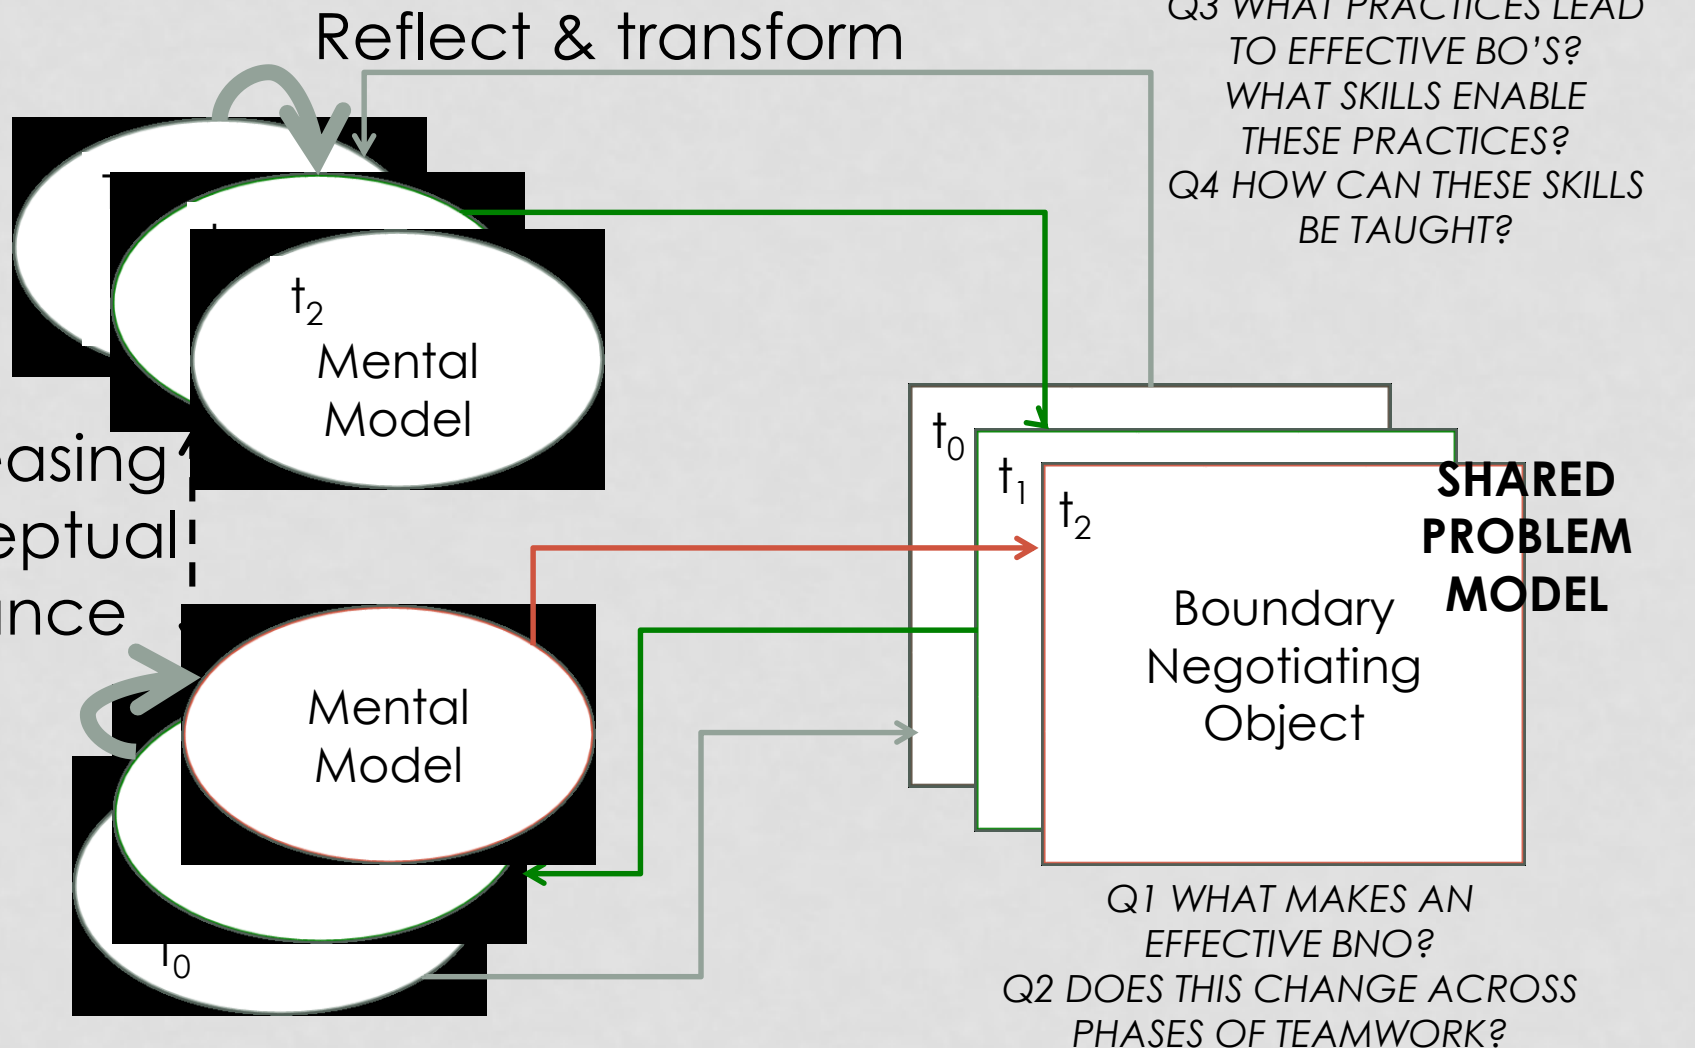 Reflect & transform
Q3 WHAT PRACTICES LEAD
TO EFFECTIVE BO'S?
WHAT SKILLS ENABLE
THESE PRACTICES?
Q4 HOW CAN THESE SKILLS
BE TAUGHT?
t2
Mental
Model
easing
eptual
ance
t0
t1
t2
SHARED
PROBLEM
MODEL
Boundary
Negotiating
Object
Mental
Model
t0
Q1 WHAT MAKES AN
EFFECTIVE BNO?
Q2 DOES THIS CHANGE ACROSS
PHASES OF TEAMWORK?